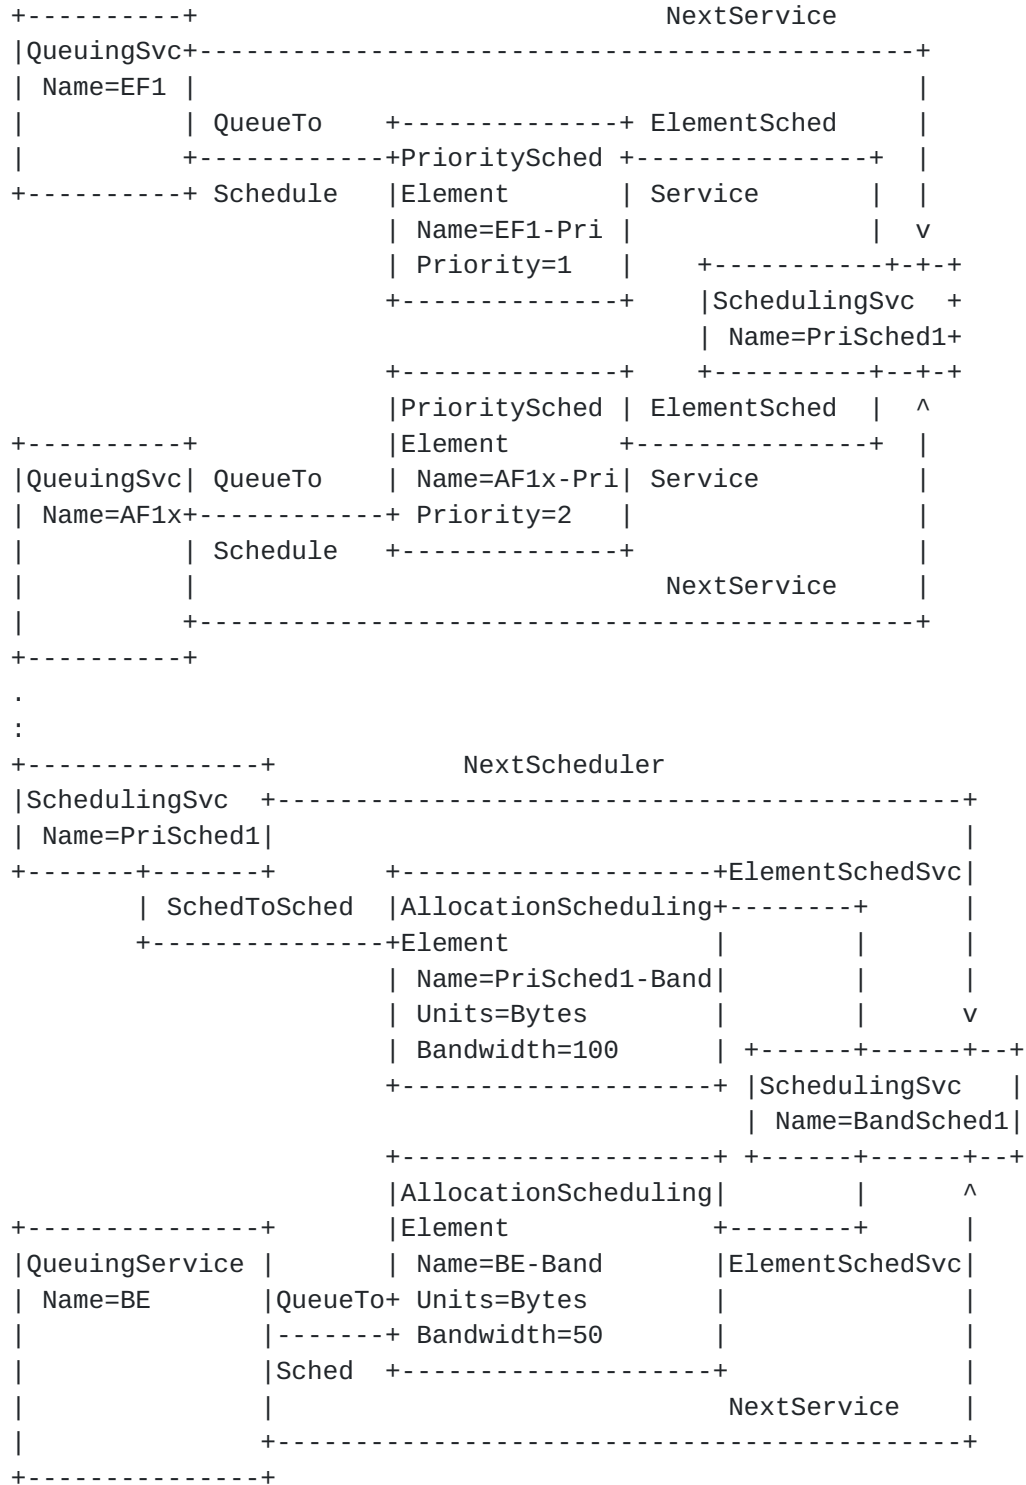 +----------+                              NextService
|QueuingSvc+----------------------------------------------+
| Name=EF1 |                                              |
|          | QueueTo    +--------------+ ElementSched     |
|          +------------+PrioritySched +---------------+  |
+----------+ Schedule   |Element       | Service       |  |
                        | Name=EF1-Pri |               |  v
                        | Priority=1   |    +-----------+-+-+
                        +--------------+    |SchedulingSvc  +
                                            | Name=PriSched1+
                        +--------------+    +----------+--+-+
                        |PrioritySched | ElementSched  |  ^
+----------+            |Element       +---------------+  |
|QueuingSvc| QueueTo    | Name=AF1x-Pri| Service          |
| Name=AF1x+------------+ Priority=2   |                  |
|          | Schedule   +--------------+                  |
|          |                              NextService     |
|          +----------------------------------------------+
+----------+
.
:
+---------------+            NextScheduler
|SchedulingSvc  +--------------------------------------------+
| Name=PriSched1|                                            |
+-------+-------+       +--------------------+ElementSchedSvc|
        | SchedToSched  |AllocationScheduling+--------+      |
        +---------------+Element             |        |      |
                        | Name=PriSched1-Band|        |      |
                        | Units=Bytes        |        |      v
                        | Bandwidth=100      | +------+------+--+
                        +--------------------+ |SchedulingSvc   |
                                               | Name=BandSched1|
                        +--------------------+ +------+------+--+
                        |AllocationScheduling|        |      ^
+---------------+       |Element             +--------+      |
|QueuingService |       | Name=BE-Band       |ElementSchedSvc|
| Name=BE       |QueueTo+ Units=Bytes        |               |
|               |-------+ Bandwidth=50       |               |
|               |Sched  +--------------------+               |
|               |                             NextService    |
|               +--------------------------------------------+
+---------------+